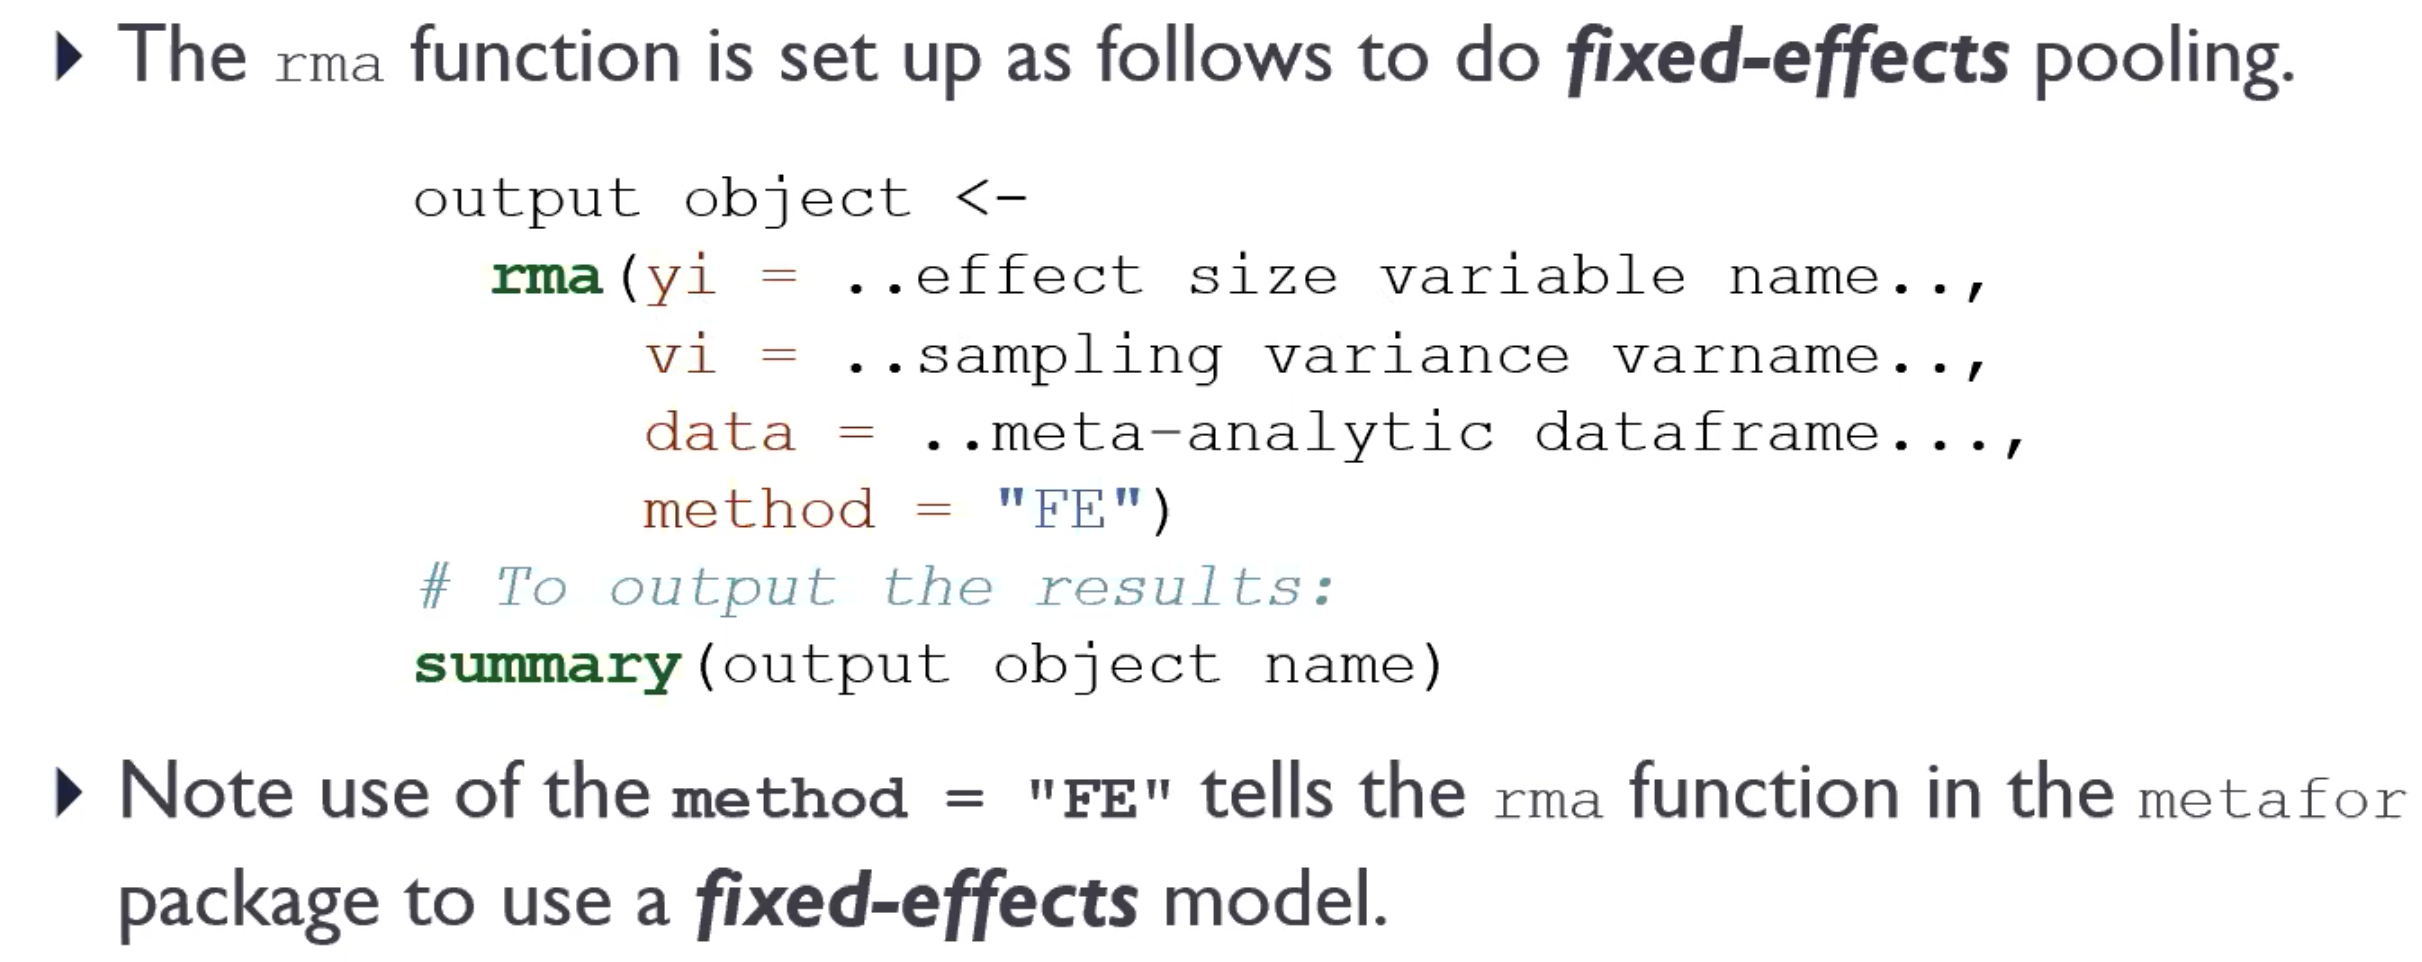 The rma function is set up as follows to do fixed-effects pooling.
output object <-
rma(yi = ..effect size variable name..,
vi = ..sampling variance varname..,
data = ..meta-analytic dataframe...,
method = "FE")
# To output the results:
summary(output object name)
Note use of the method = "FE" tells the rma function in the metafor
package to use a fixed-effects model.